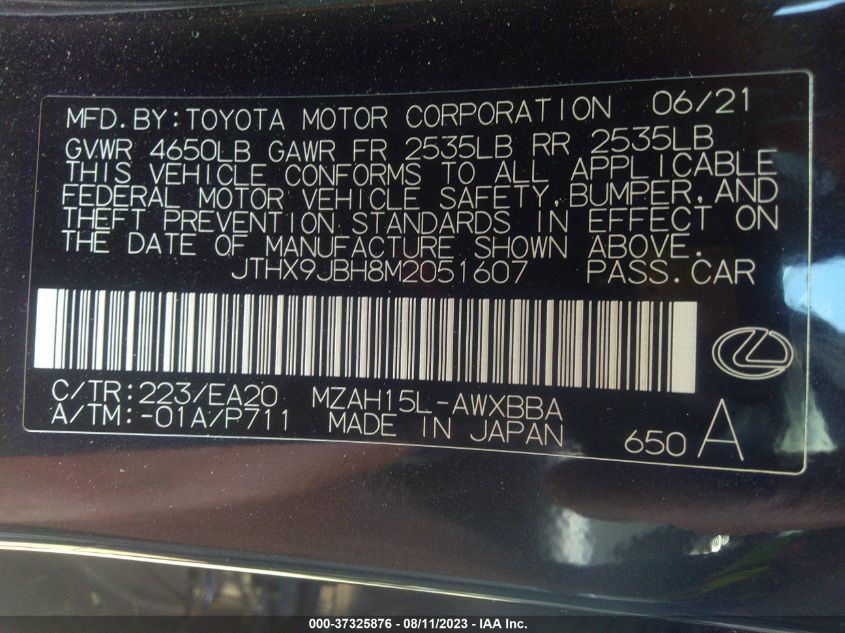 MFD.BY:TOYOTA MOTOR CORPORATION 06/21
GVWR 4650LB GAWR FR 2535LB RR 2535LB
THIS VEHICLE CONFORMS TO ALL APPLICABLE
FEDERAL MOTOR VEHICLE SAFETY,BUMPER,AND
THEFT PREVENTION STANDARDS IN EFFECT ON
THE DATE OF MANUFACTURE SHOWN ABOVE.
JTHX9JBH8M2051607 PASS.CAR
C/TR:223/EA20 MZAH15L-AWXBBA
A/TM:-01A/P711 MADE IN JAPAN 650 A
000-37325876 - 08/11/2023 - IAA Inc.